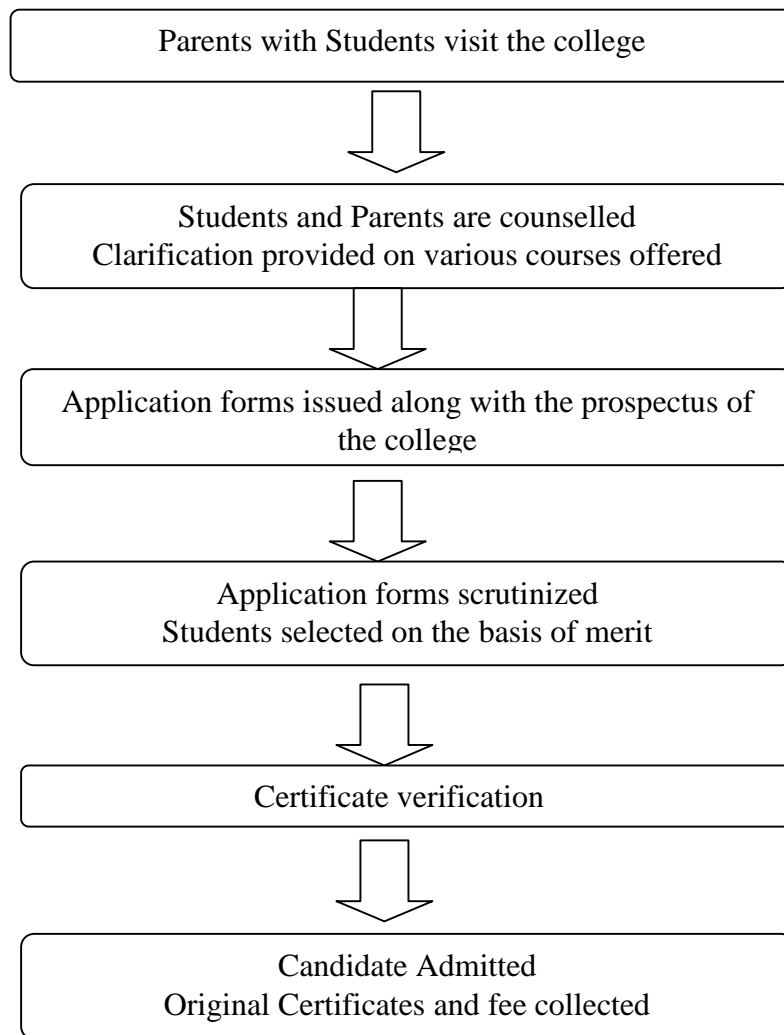 Parents with Students visit the college
Students and Parents are counselled
Clarification provided on various courses offered
Application forms issued along with the prospectus of
the college
Application forms scrutinized
Students selected on the basis of merit
Certificate verification
Candidate Admitted
Original Certificates and fee collected